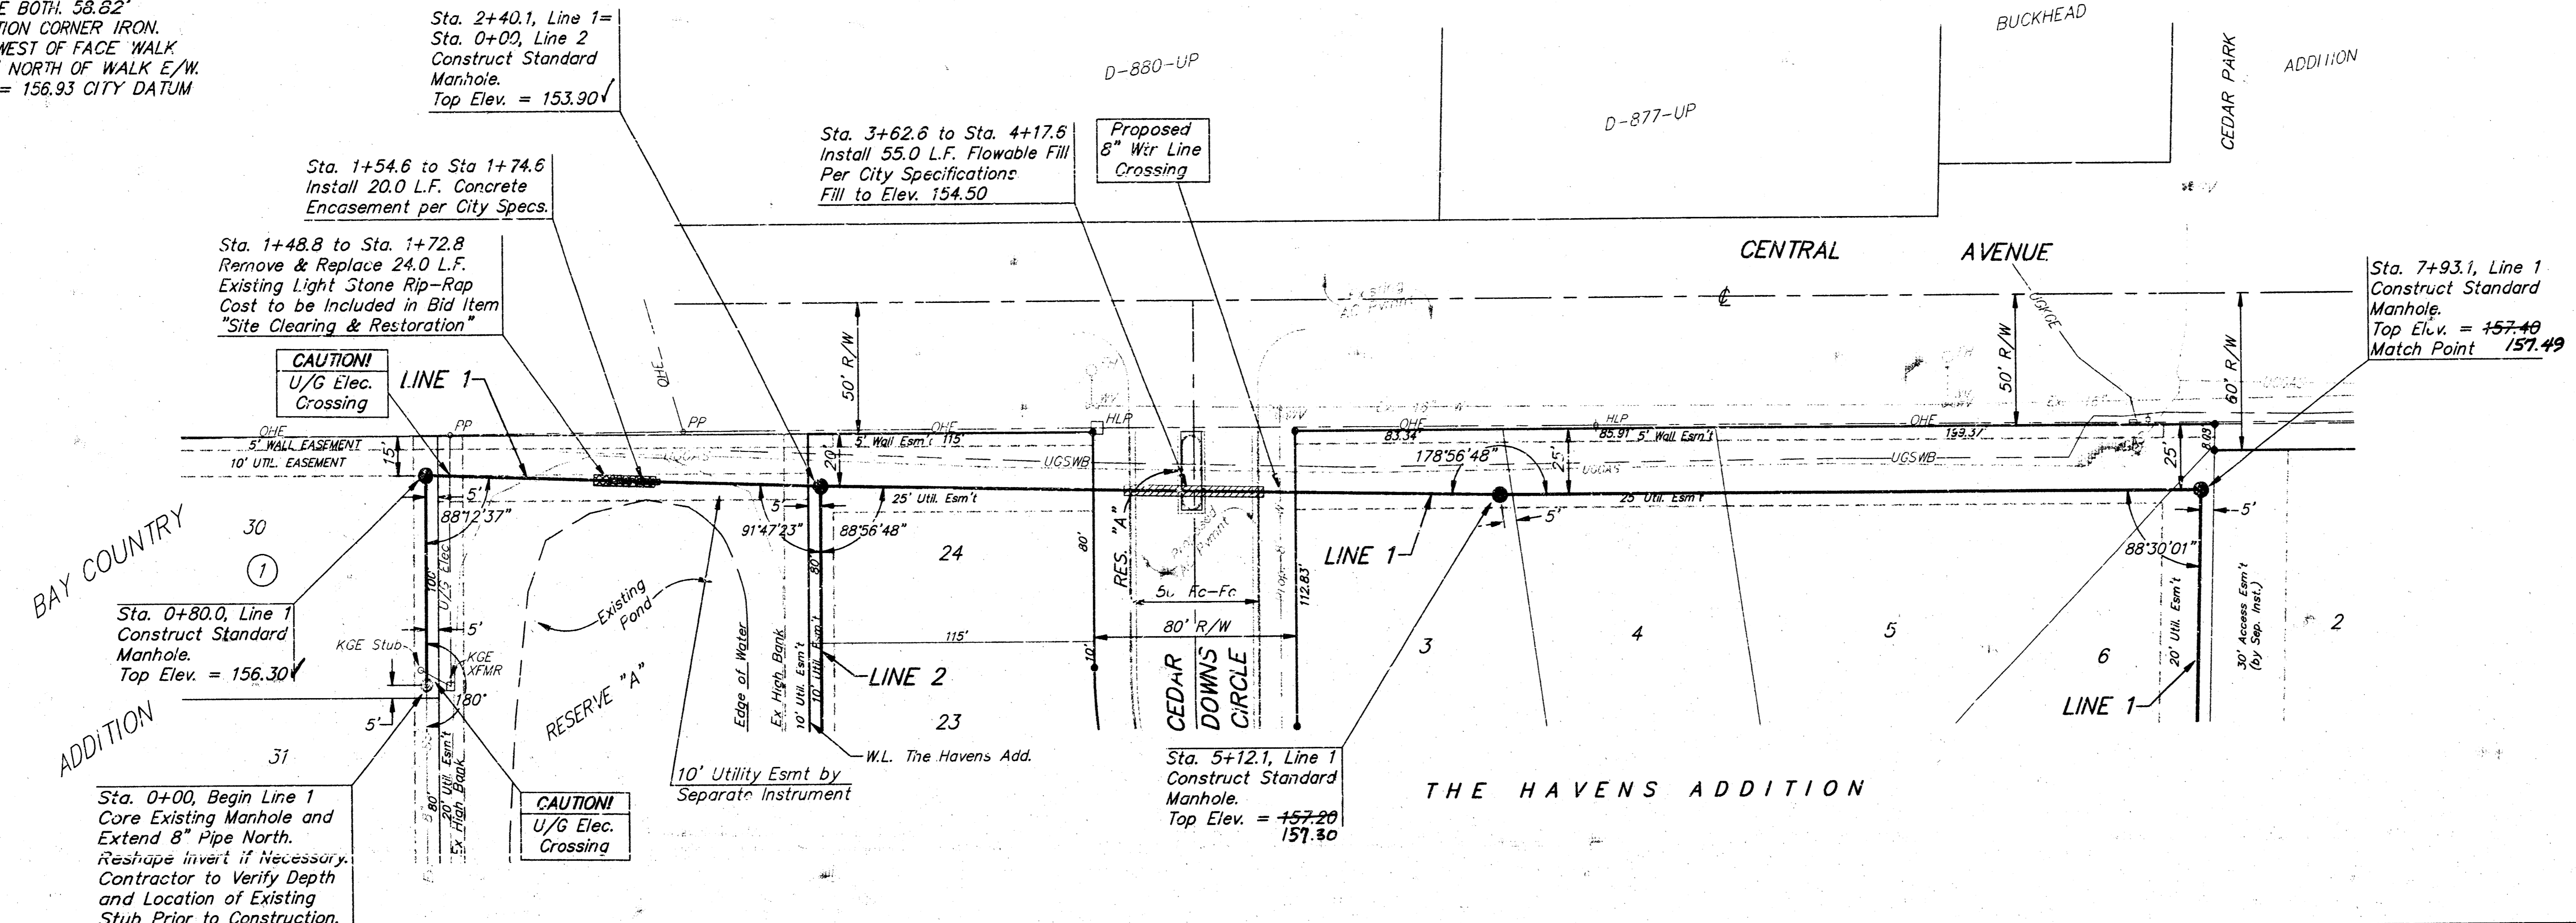 E BOTH. 58.82'
TION CORNER IRON.
WEST OF FACE WALK
NORTH OF WALK E/W.
= 156.93 CITY DATUM
Sta. 2+40.1, Line 1=
Sta. 0+00, Line 2
Construct Standard
Manhole.
Top Elev. = 153.90
D-880-UP
D-877-UP
BUCKHEAD
CEDAR PARK
ADDITION
Sta. 1+54.6 to Sta 1+74.6
Install 20.0 L.F. Concrete
Encasement per City Specs.
Sta. 3+62.6 to Sta. 4+17.6
Install 55.0 L.F. Flowable Fill
Per City Specifications
Fill to Elev. 154.50
Proposed
8" Wtr Line
Crossing
Sta. 1+48.8 to Sta. 1+72.8
Remove & Replace 24.0 L.F.
Existing Light Stone Rip-Rap
Cost to be Included in Bid Item
"Site Clearing & Restoration"
CENTRAL AVENUE
Sta. 7+93.1, Line 1
Construct Standard
Manhole.
Top Elev. = 157.40
Match Point 157.49
CAUTION!
U/G Elec.
Crossing
LINE 1
OHE
50' R/W
Existing
AC Pvmnt
℄
50' R/W
UGKGE
60' R/W
OHE
PP
PP
5' WALL EASEMENT
10' UTIL. EASEMENT
15'
UGGAS
20'
OHE
5' Wall Esm't 115'
HLP
UGSWB
WV
OHE
83.34'
HLP
85.91' 5' Wall Esm't
OHE
199.37'
UGGAS
178°56'48"
25'
UGGAS
UGSWB
25'
8.03'
25' Util. Esm't
25' Util. Esm't
5'
88°12'37"
5'
91°47'23"
88°56'48"
5'
88°30'01"
5'
BAY COUNTRY
30
1
100'
U/G Elec.
Existing
Pond
80'
24
80'
RES. "A"
LINE 1
112.83'
Fc-Fc
80' R/W
3
4
5
6
2
20' Util. Esm't
30' Access Esm't
(by Sep. Inst.)
Sta. 0+80.0, Line 1
Construct Standard
Manhole.
Top Elev. = 156.30
KGE Stub
5'
KGE
XFMR
180°
5'
RESERVE "A"
Edge of Water
Ex High Bank
10' Util. Esm't
10' Util. Esm't
115'
10'
LINE 2
23
CEDAR
DOWNS
CIRCLE
LINE 1
ADDITION
31
20' Util. Esm't
Ex High Bank
80'
W.L. The Havens Add.
10' Utility Esmt by
Separate Instrument
Sta. 5+12.1, Line 1
Construct Standard
Manhole.
Top Elev. = 157.20
157.30
THE HAVENS ADDITION
Sta. 0+00, Begin Line 1
Core Existing Manhole and
Extend 8" Pipe North.
Reshape Invert if Necessary.
Contractor to Verify Depth
and Location of Existing
Stub Prior to Construction.
CAUTION!
U/G Elec.
Crossing